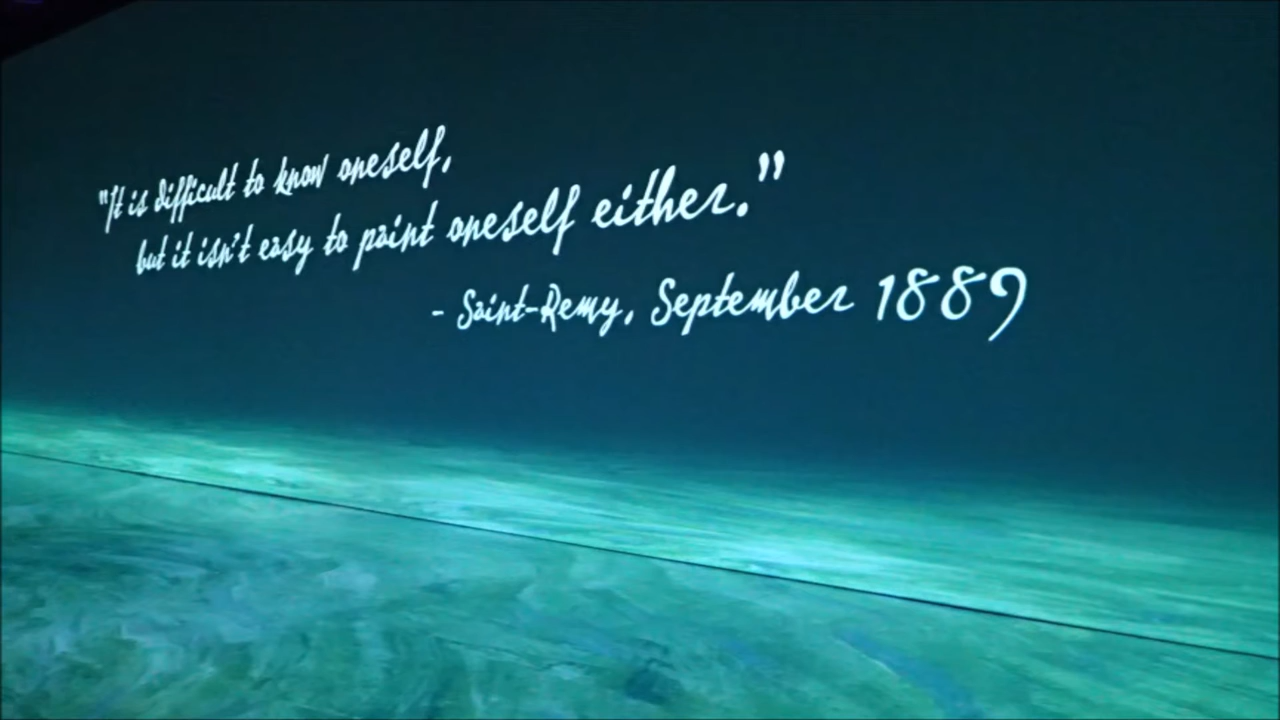 "It is difficult to know oneself,
but it isn't easy to paint oneself either."
- Saint-Remy, September 1889